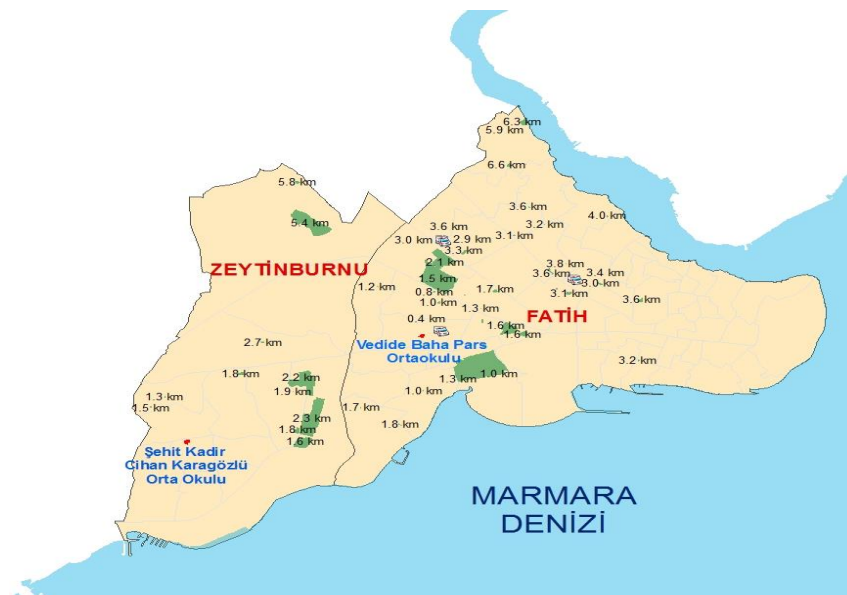 6.3 km
5.9 km
6.6 km
5.8 km
3.6 km
4.0 km
5.4 km
3.6 km
3.2 km
3.0 km
2.9 km
3.1 km
3.3 km
2.1 km
3.8 km
ZEYTİNBURNU
3.6 km
3.4 km
1.5 km
3.0 km
1.2 km
0.8 km
1.7 km
3.1 km
1.0 km
3.6 km
1.3 km
FATİH
0.4 km
1.6 km
1.6 km
2.7 km
Vedide Baha Pars
Ortaokulu
3.2 km
1.8 km
2.2 km
1.3 km
1.0 km
1.9 km
1.0 km
1.3 km
1.5 km
1.7 km
2.3 km
1.8 km
1.8 km
1.6 km
Şehit Kadir
Cihan Karagözlü
Orta Okulu
MARMARA
DENİZİ